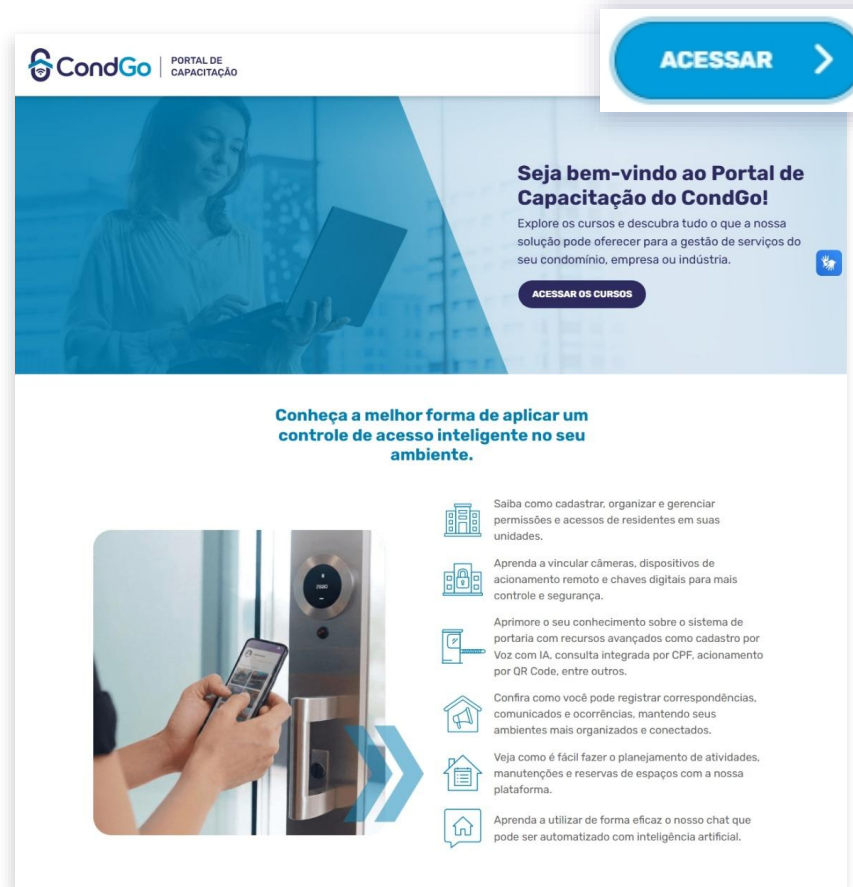 CondGo
PORTAL DE
CAPACITAÇÃO
ACESSAR
Seja bem-vindo ao Portal de
Capacitação do CondGo!
Explore os cursos e descubra tudo o que a nossa
solução pode oferecer para a gestão de serviços do
seu condomínio, empresa ou indústria.
ACESSAR OS CURSOS
Conheça a melhor forma de aplicar um
controle de acesso inteligente no seu
ambiente.
Saiba como cadastrar, organizar e gerenciar
permissões e acessos de residentes em suas
unidades.
Aprenda a vincular câmeras, dispositivos de
acionamento remoto e chaves digitais para mais
controle e segurança.
Aprimore o seu conhecimento sobre o sistema de
portaria com recursos avançados como cadastro por
Voz com IA, consulta integrada por CPF, acionamento
por QR Code, entre outros.
Confira como você pode registrar correspondências,
comunicados e ocorrências, mantendo seus
ambientes mais organizados e conectados.
Veja como é fácil fazer o planejamento de atividades,
manutenções e reservas de espaços com a nossa
plataforma.
Aprenda a utilizar de forma eficaz o nosso chat que
pode ser automatizado com inteligência artificial.